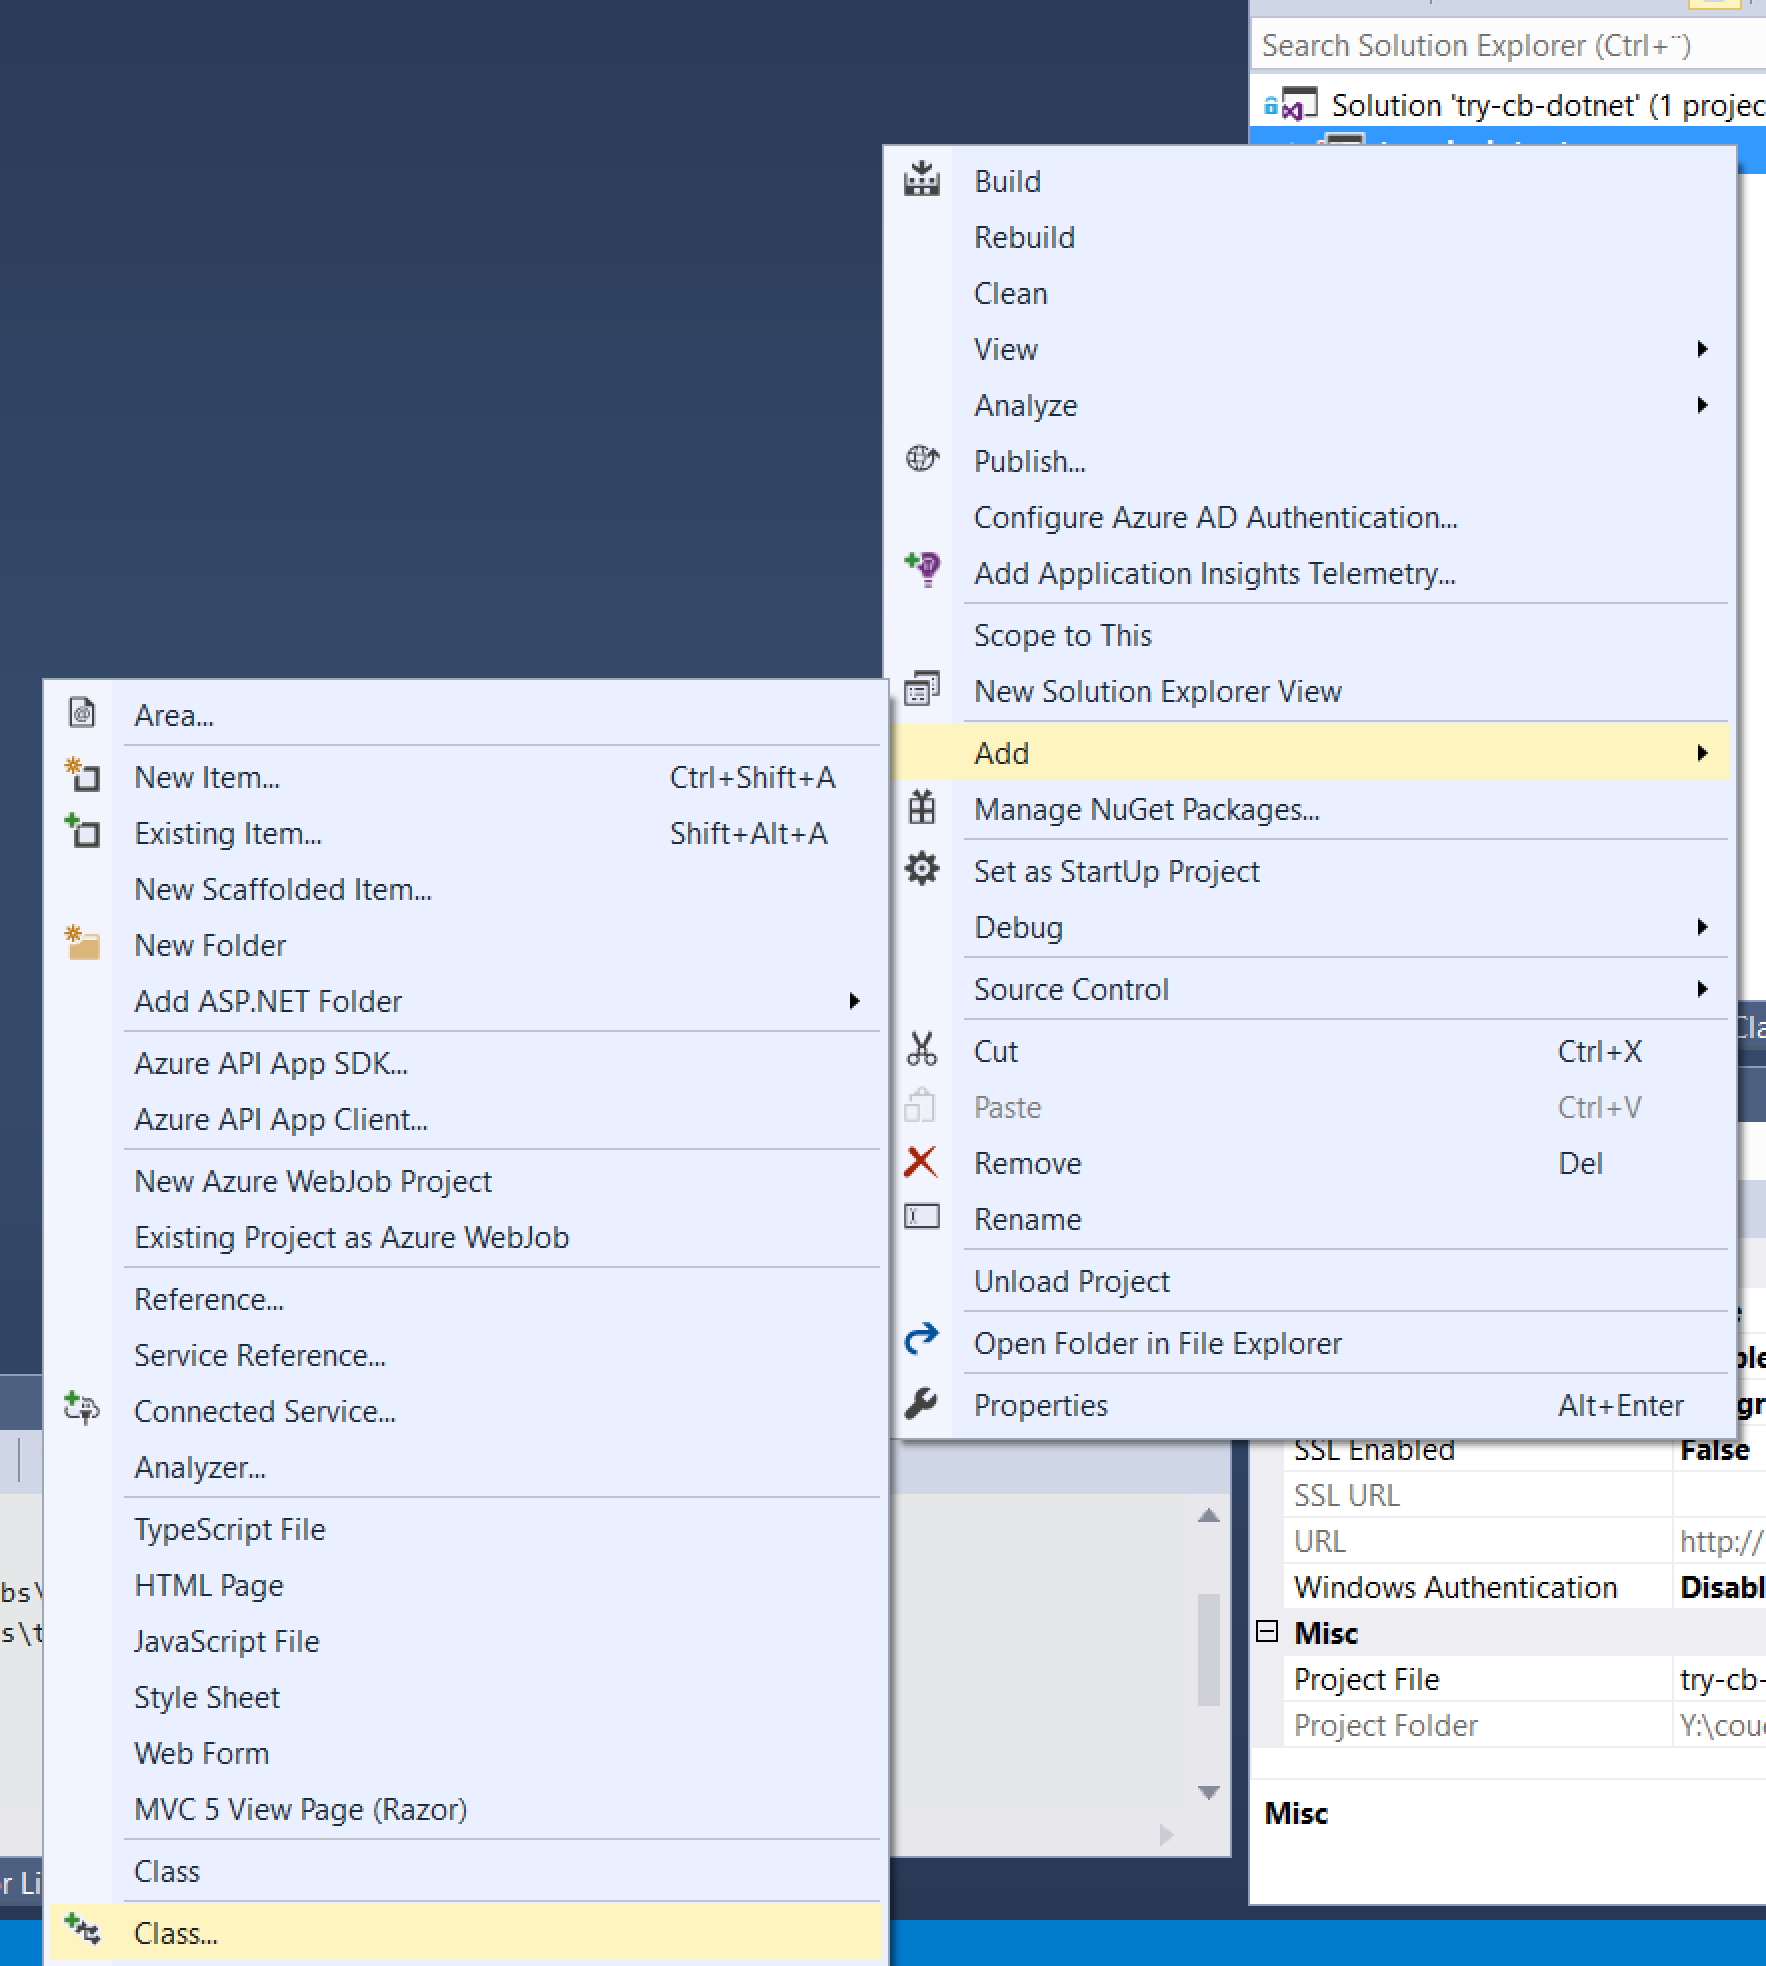 Search Solution Explorer (Ctrl+¨)
Solution 'try-cb-dotnet' (1 projec
Build
Rebuild
Clean
View
Analyze
Publish...
Configure Azure AD Authentication...
Add Application Insights Telemetry...
Scope to This
New Solution Explorer View
Add
Manage NuGet Packages...
Set as StartUp Project
Debug
Source Control
Cut Ctrl+X
Paste Ctrl+V
Remove Del
Rename
Unload Project
Open Folder in File Explorer
Properties Alt+Enter
Area...
New Item... Ctrl+Shift+A
Existing Item... Shift+Alt+A
New Scaffolded Item...
New Folder
Add ASP.NET Folder
Azure API App SDK...
Azure API App Client...
New Azure WebJob Project
Existing Project as Azure WebJob
Reference...
Service Reference...
Connected Service...
Analyzer...
TypeScript File
HTML Page
JavaScript File
Style Sheet
Web Form
MVC 5 View Page (Razor)
Class
Class...
bs\
s\t
r Li
Cla
ble
gr
SSL Enabled False
SSL URL
URL http://
Windows Authentication Disabl
Misc
Project File try-cb-
Project Folder Y:\cou
Misc